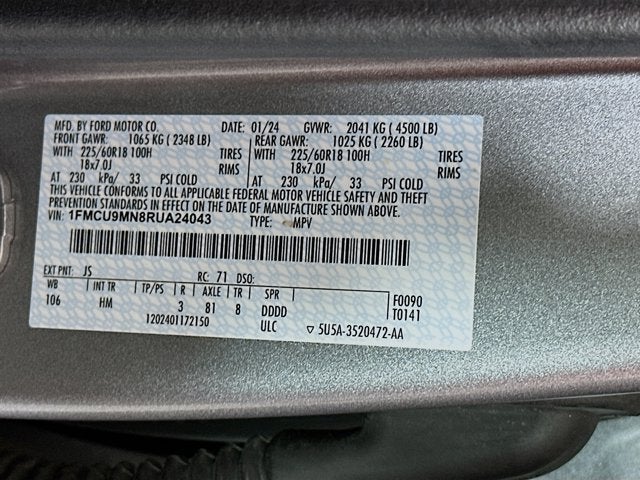 MFD. BY FORD MOTOR CO. DATE: 01/24 GVWR: 2041 KG ( 4500 LB)
FRONT GAWR: 1065 KG ( 2348 LB) REAR GAWR: 1025 KG ( 2260 LB)
WITH 225/60R18 100H TIRES WITH 225/60R18 100H TIRES
18x7.0J RIMS 18x7.0J RIMS
AT 230 kPa/ 33 PSI COLD AT 230 kPa/ 33 PSI COLD
THIS VEHICLE CONFORMS TO ALL APPLICABLE FEDERAL MOTOR VEHICLE SAFETY AND THEFT
PREVENTION STANDARDS IN EFFECT ON THE DATE OF MANUFACTURE SHOWN ABOVE.
VIN: 1FMCU9MN8RUA24043 TYPE: MPV
EXT PNT: JS RC: 71 DSO:
WB INT TR TP/PS R AXLE TR SPR F0090
106 HM 3 81 8 DDDD T0141
1202401172150 ULC ▽ 5U5A-3520472-AA